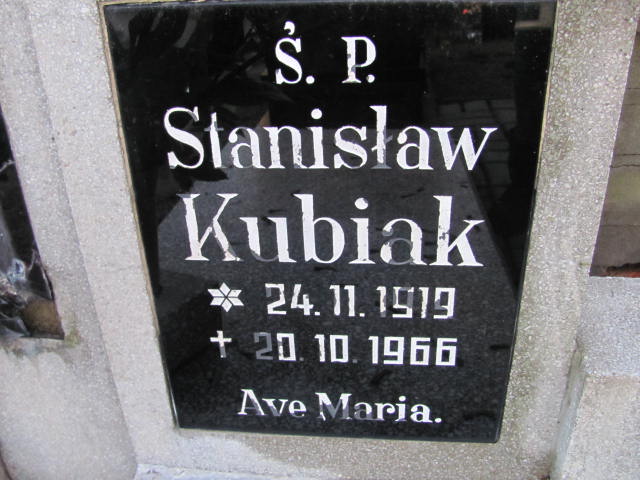 Ś. P.
Stanisław
Kubiak
* 24. 11. 1919
† 20. 10. 1966
Ave Maria.